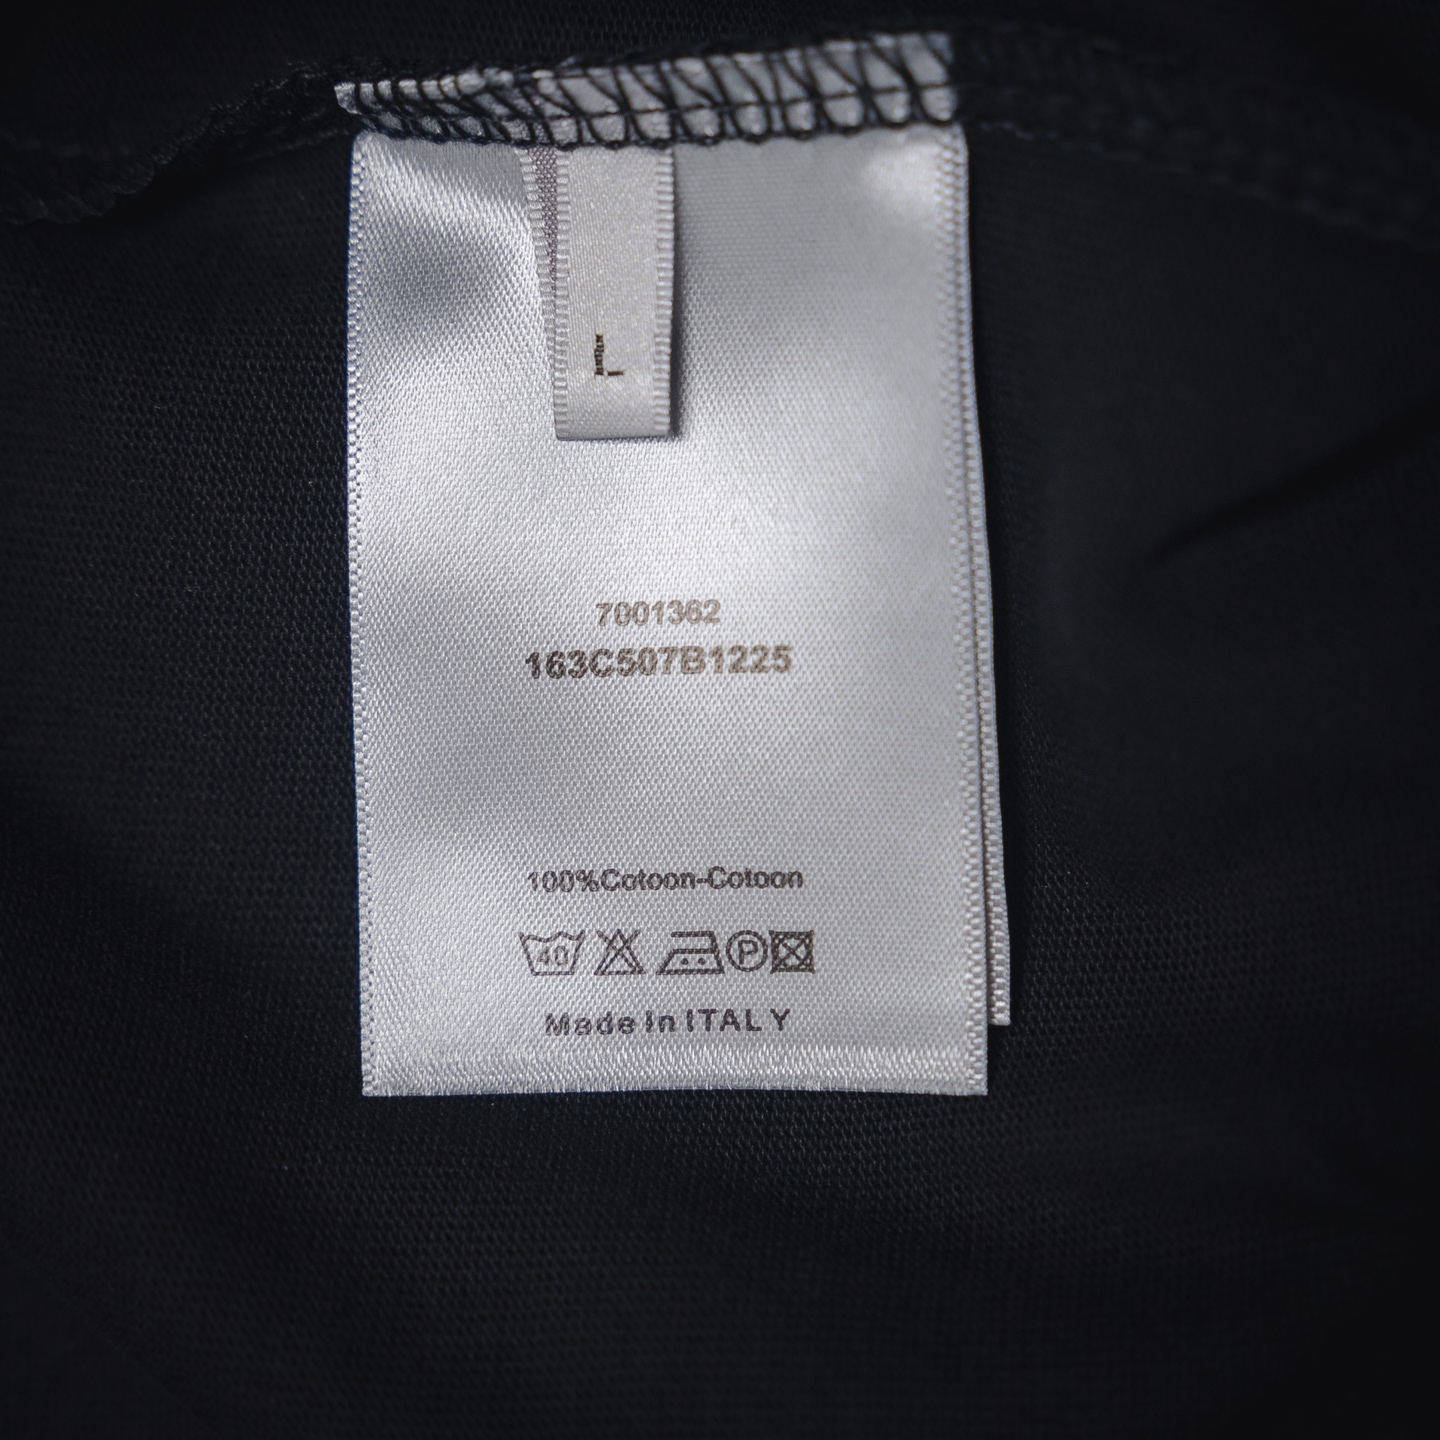 L
7001362
163C507B1225
100%Cotoon-Cotoon
40 P
Made In ITALY